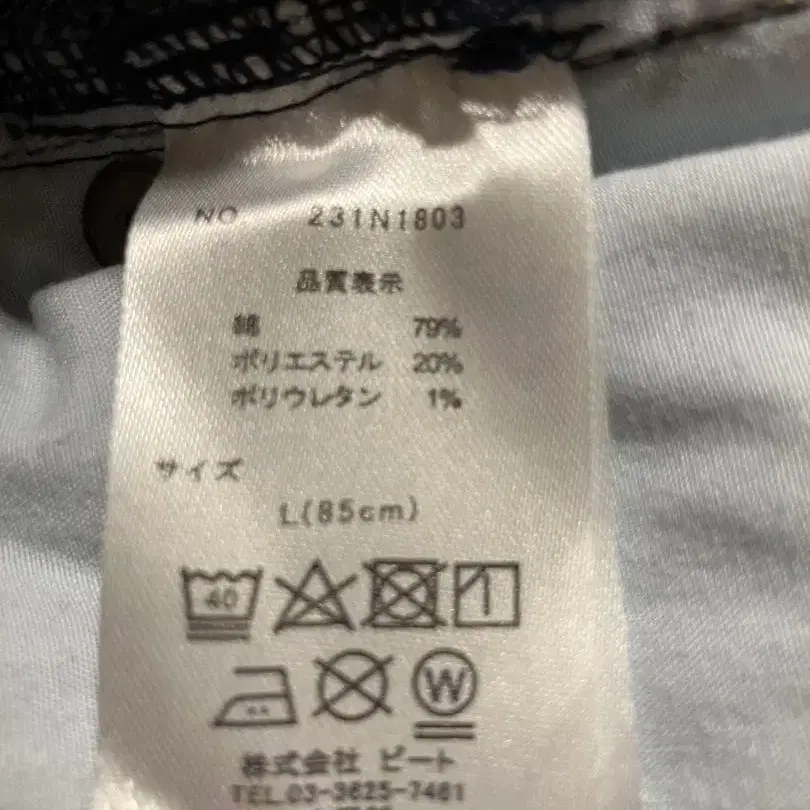 NO 231N1803
品質表示
綿 79%
ポリエステル 20%
ポリウレタン 1%
サイズ
L(85cm)
40
W
株式会社 ビート
TEL.03-3625-7461